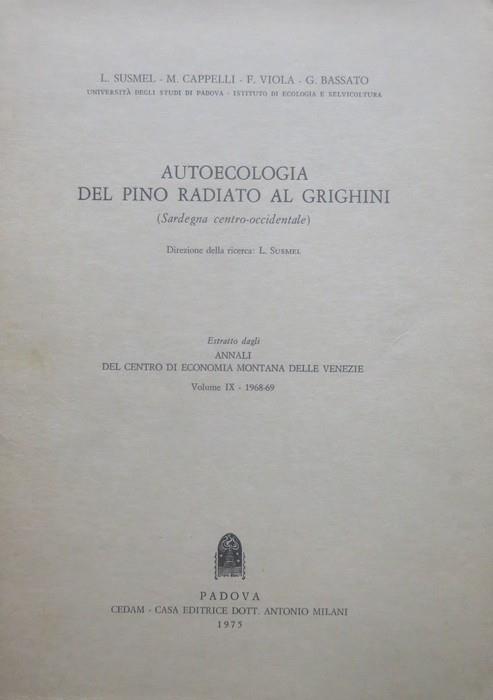 L. SUSMEL - M. CAPPELLI - F. VIOLA - G. BASSATO
UNIVERSITÀ DEGLI STUDI DI PADOVA - ISTITUTO DI ECOLOGIA E SELVICOLTURA
AUTOECOLOGIA
DEL PINO RADIATO AL GRIGHINI
(Sardegna centro-occidentale)
Direzione della ricerca: L. SUSMEL
Estratto dagli
ANNALI
DEL CENTRO DI ECONOMIA MONTANA DELLE VENEZIE
Volume IX - 1968-69
PADOVA
CEDAM - CASA EDITRICE DOTT. ANTONIO MILANI
1975